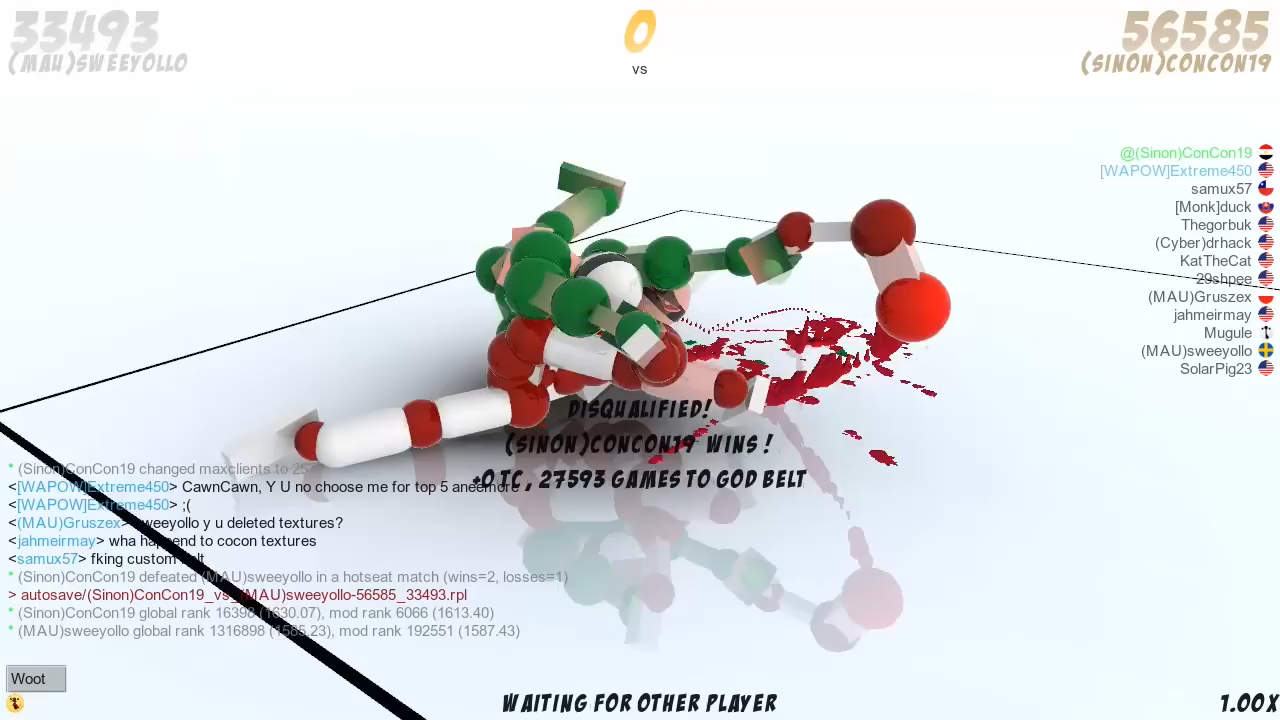 33493
(MAU)SWEEYOLLO
0
vs
56585
(SINON)CONCON19
@(Sinon)ConCon19
[WAPOW]Extreme450
samux57
[Monk]duck
Thegorbuk
(Cyber)drhack
KatTheCat
29shpee
(MAU)Gruszex
jahmeirmay
Mugule
(MAU)sweeyollo
SolarPig23
DISQUALIFIED!
(SINON)CONCON19 WINS!
+0 TC, 27593 GAMES TO GOD BELT
* (Sinon)ConCon19 changed maxclients to 25
<[WAPOW]Extreme450> CawnCawn, Y U no choose me for top 5 aneemore
<[WAPOW]Extreme450> ;(
<(MAU)Gruszex> sweeyollo y u deleted textures?
<jahmeirmay> wha happend to cocon textures
<samux57> fking custom belt
* (Sinon)ConCon19 defeated (MAU)sweeyollo in a hotseat match (wins=2, losses=1)
> autosave/(Sinon)ConCon19_vs_(MAU)sweeyollo-56585_33493.rpl
* (Sinon)ConCon19 global rank 16398 (1630.07), mod rank 6066 (1613.40)
* (MAU)sweeyollo global rank 1316898 (1585.23), mod rank 192551 (1587.43)
Woot
WAITING FOR OTHER PLAYER
1.00X